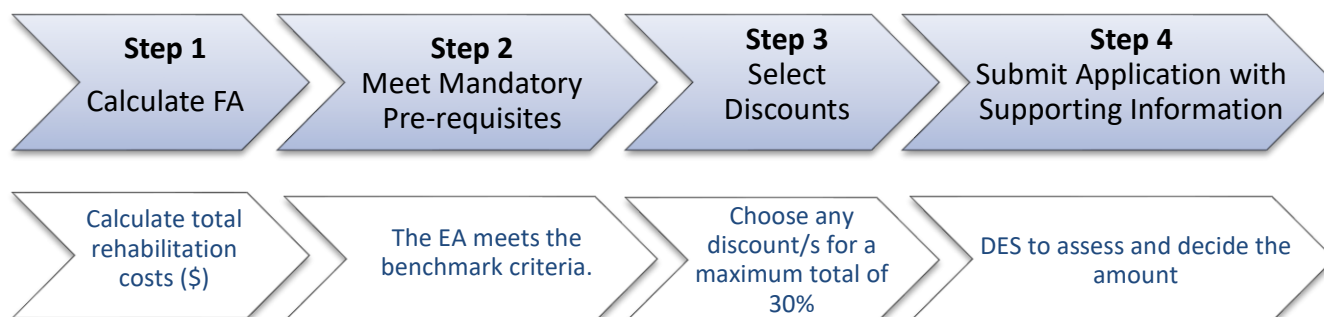 Step 1
Calculate FA
Step 2
Meet Mandatory
Pre-requisites
Step 3
Select
Discounts
Step 4
Submit Application with
Supporting Information
Calculate total
rehabilitation
costs ($)
The EA meets the
benchmark criteria.
Choose any
discount/s for a
maximum total of
30%
DES to assess and decide the
amount